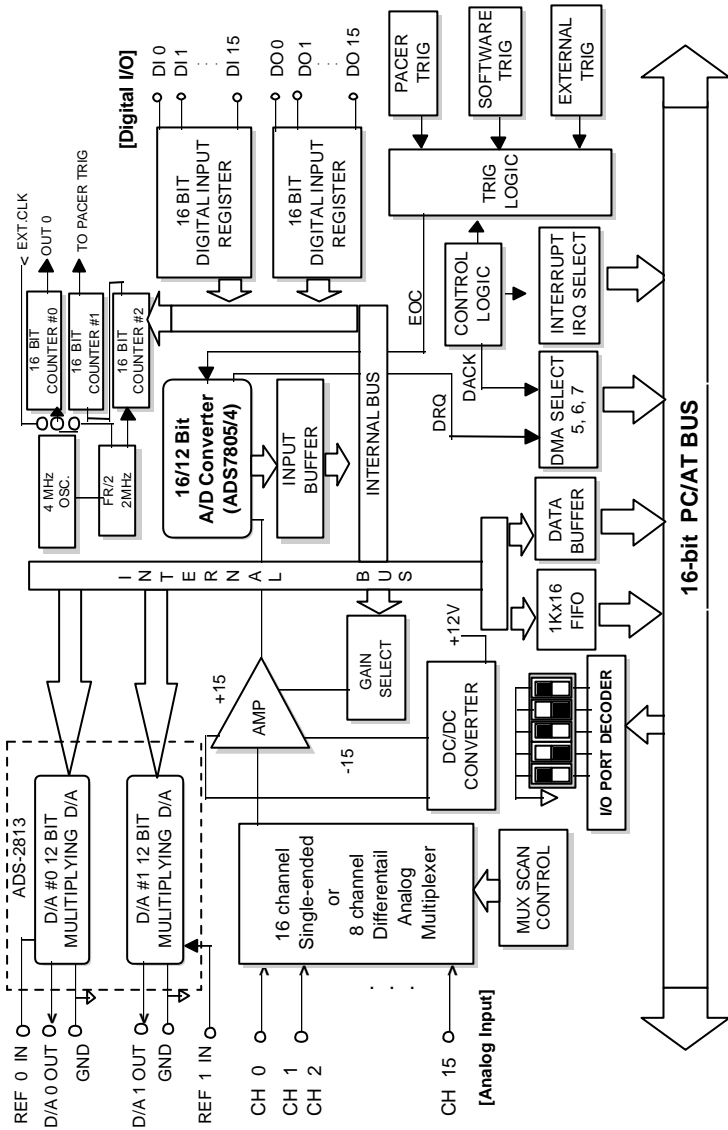 ADS-2813
REF 0 IN
D/A 0 OUT
GND
D/A #0 12 BIT
MULITIPLYING D/A
D/A 1 OUT
GND
REF 1 IN
D/A #1 12 BIT
MULITIPLYING D/A
4 MHz
OSC.
FR/2
2MHz
16 BIT
COUNTER #0
16 BIT
COUNTER #1
16 BIT
COUNTER #2
< EXT.CLK
OUT 0
TO PACER TRIG
[Digital I/O]
16 BIT
DIGITAL INPUT
REGISTER
DI 0
DI 1
. . .
DI 15
16 BIT
DIGITAL INPUT
REGISTER
DO 0
DO 1
. . .
DO 15
I N T E R N A L B U S
16/12 Bit
A/D Converter
(ADS7805/4)
INPUT
BUFFER
INTERNAL BUS
CH 0
CH 1
CH 2
. . .
CH 15
[Analog Input]
16 channel
Single-ended
or
8 channel
Differentail
Analog
Multiplexer
MUX SCAN
CONTROL
+15
AMP
-15
GAIN
SELECT
DC/DC
CONVERTER
+12V
EOC
DRQ
DACK
CONTROL
LOGIC
TRIG
LOGIC
PACER
TRIG
SOFTWARE
TRIG
EXTERNAL
TRIG
I/O PORT DECODER
1Kx16
FIFO
DATA
BUFFER
DMA SELECT
5, 6, 7
INTERRUPT
IRQ SELECT
16-bit PC/AT BUS